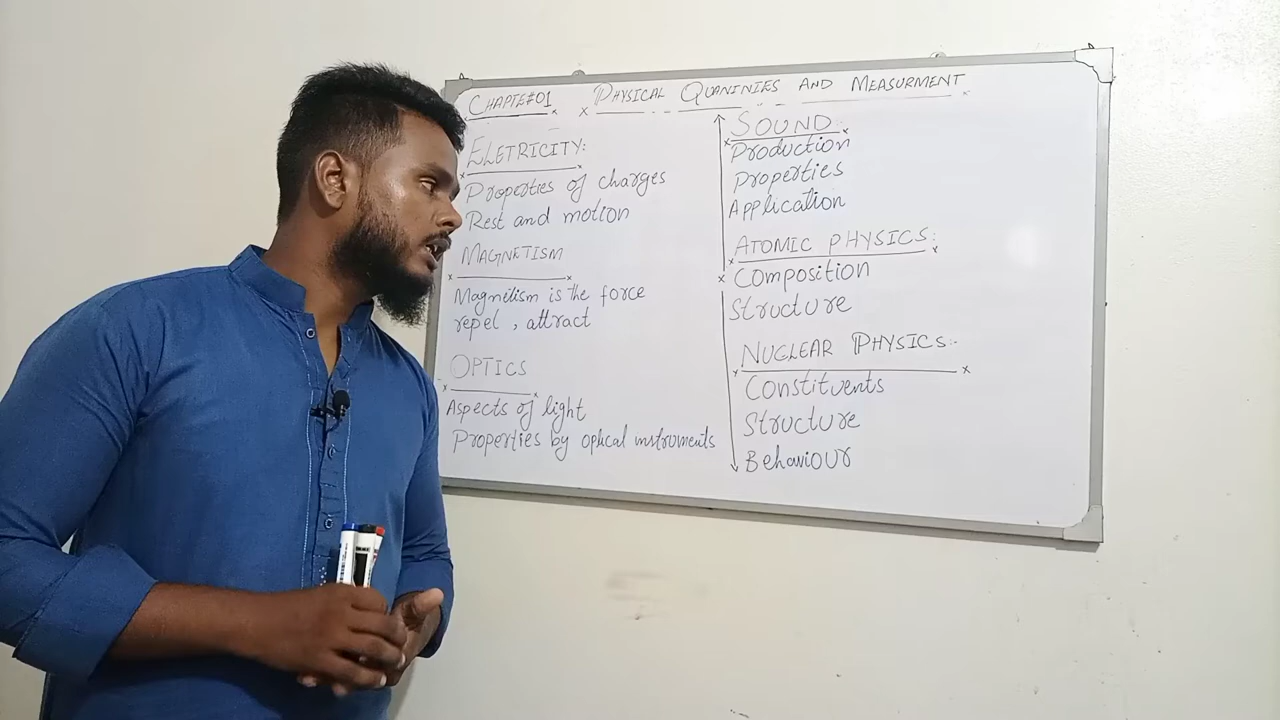 CHAPTE#01 PHYSICAL QUANINIES AND MEASURMENT
ELETRICITY:
Properties of charges
Rest and motion
MAGNETISM
Magnetism is the force
repel , attract
OPTICS
Aspects of light
Properties by optical instruments
SOUND
Production
Properties
Application
ATOMIC PHYSICS:
Composition
Structure
NUCLEAR PHYSICS:-
Constituents
Structure
Behaviour